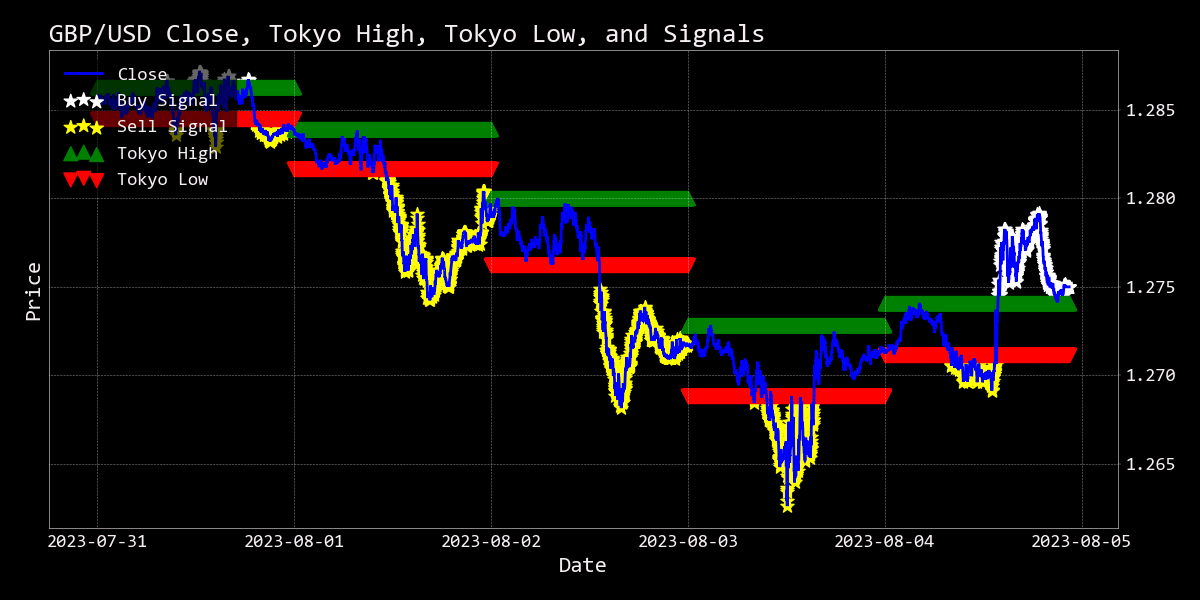 GBP/USD Close, Tokyo High, Tokyo Low, and Signals
Close
Buy Signal
Sell Signal
Tokyo High
Tokyo Low
1.285
1.280
1.275
1.270
1.265
Price
2023-07-31 2023-08-01 2023-08-02 2023-08-03 2023-08-04 2023-08-05
Date